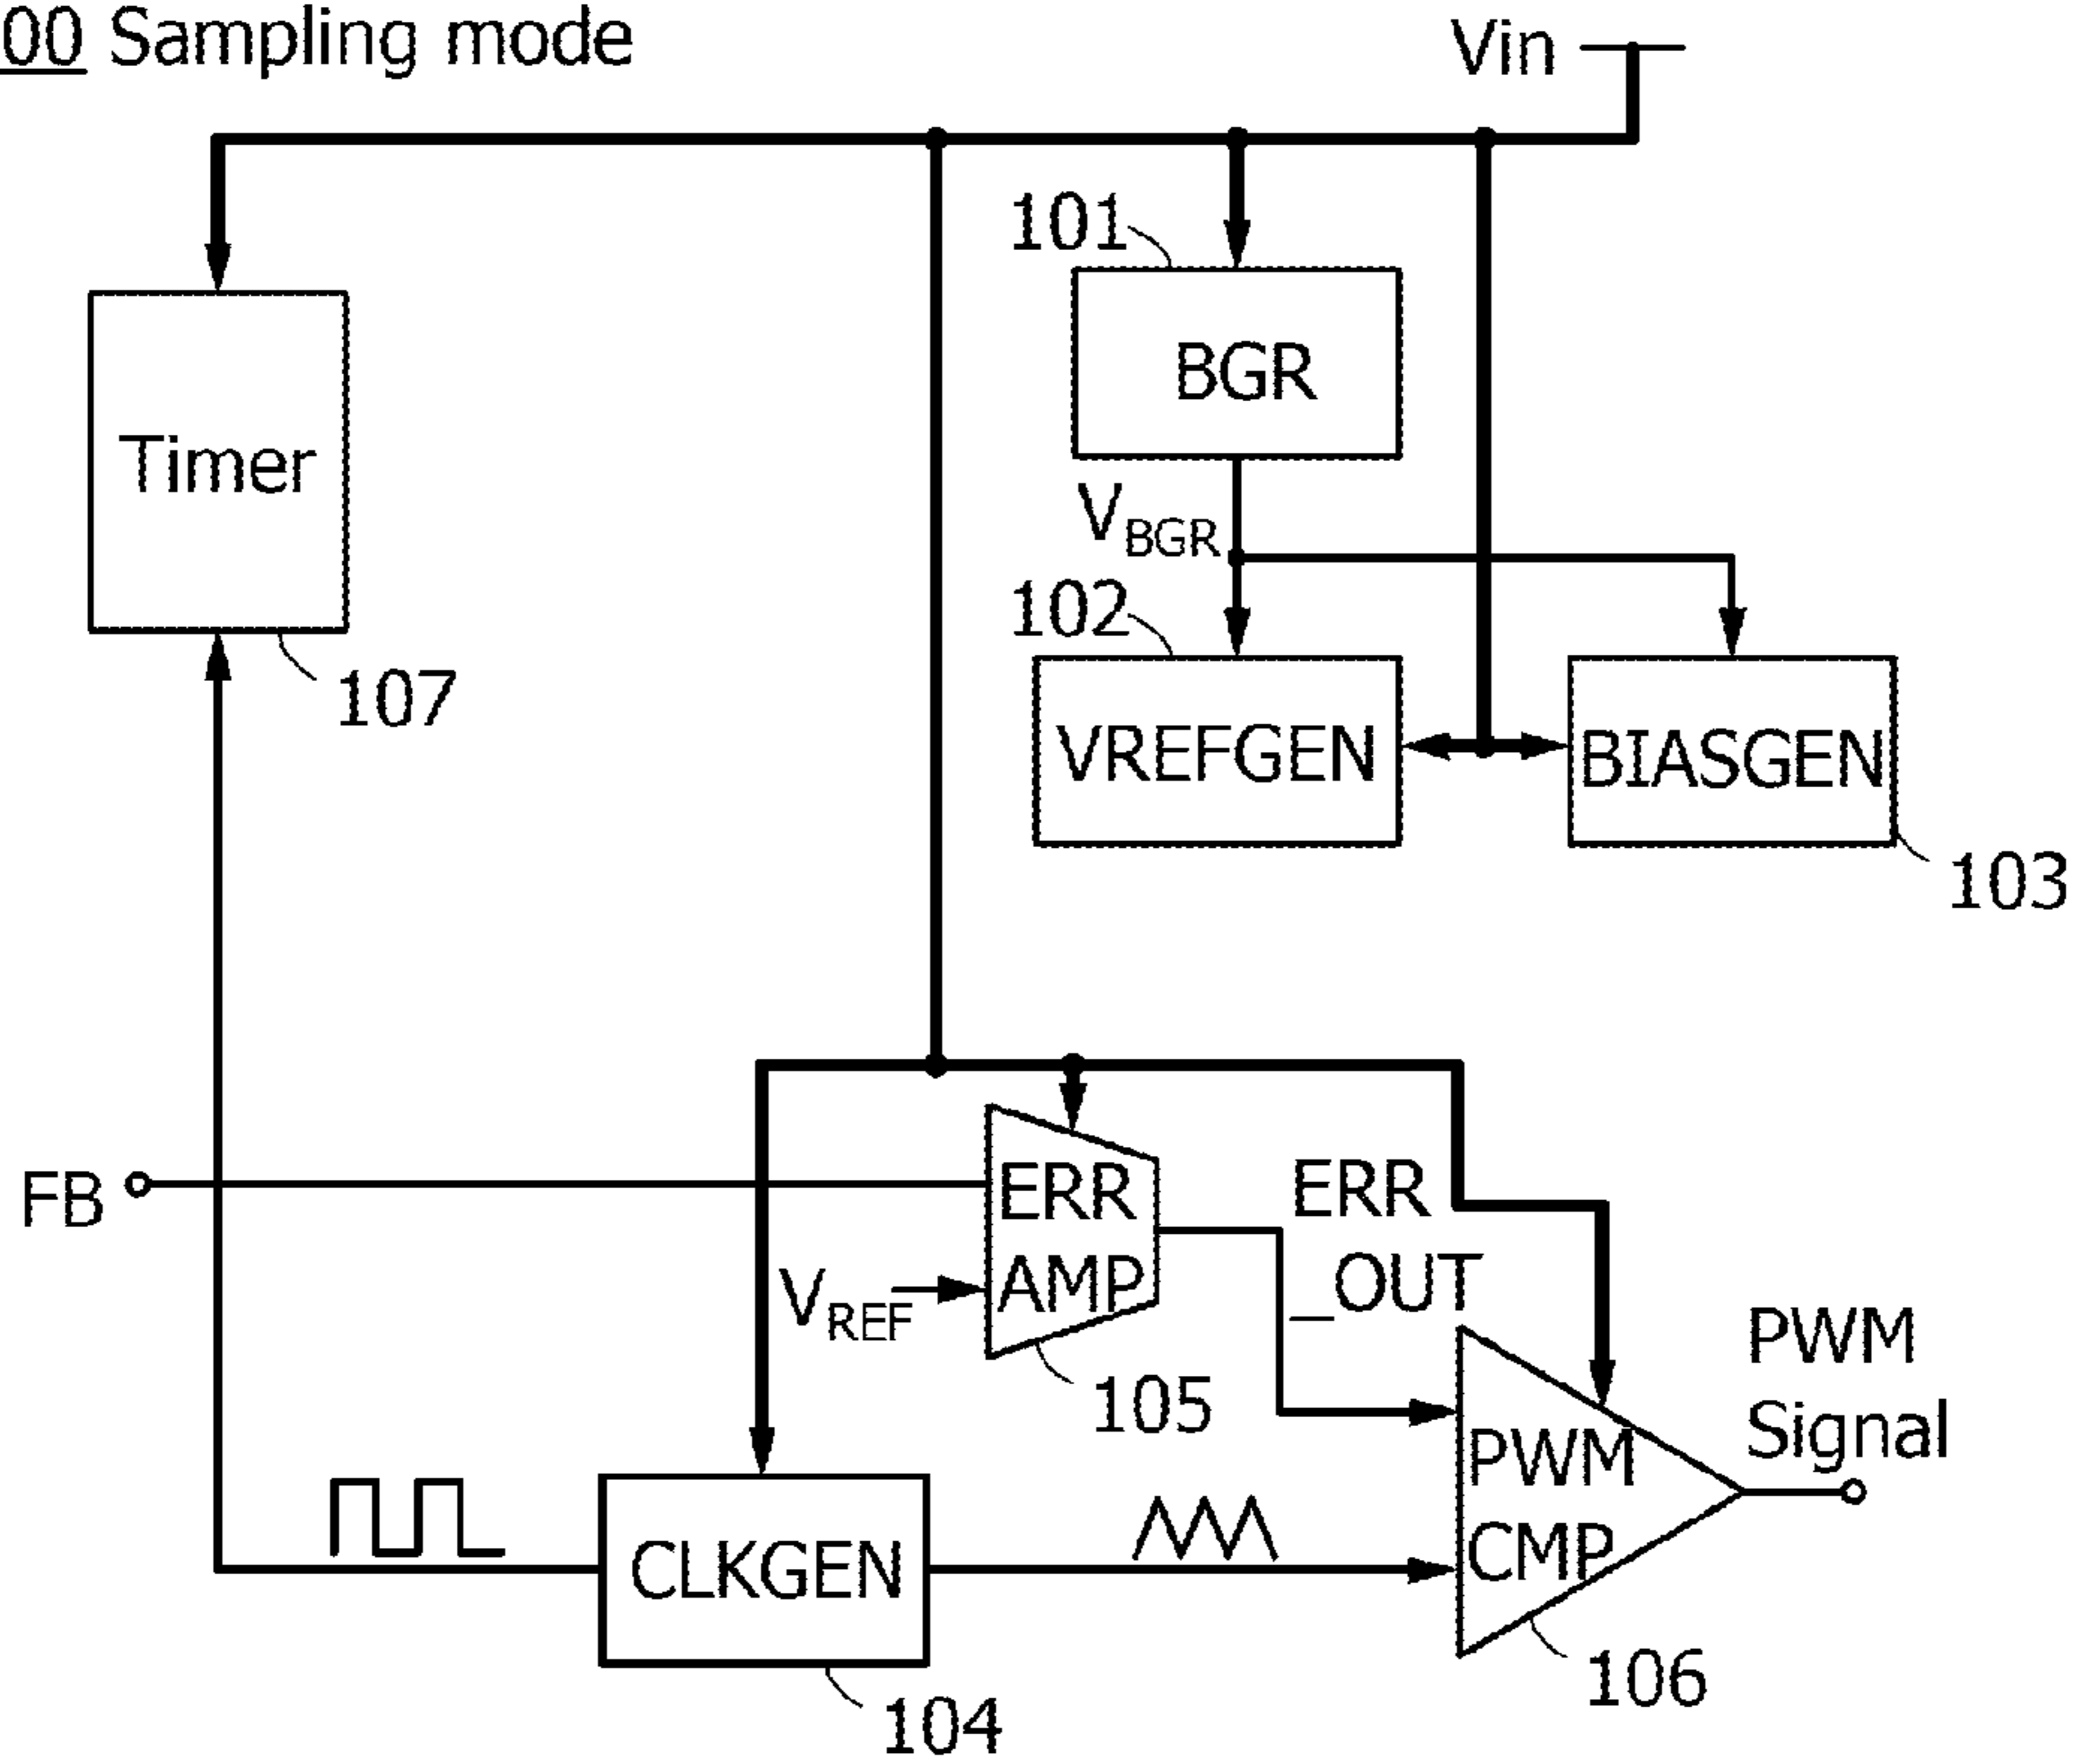 00 Sampling mode
Vin
101
BGR
Timer
VBGR
102
107
VREFGEN
BIASGEN
103
FB
ERR
AMP
ERR
_OUT
VREF
105
PWM
Signal
PWM
CMP
CLKGEN
106
104